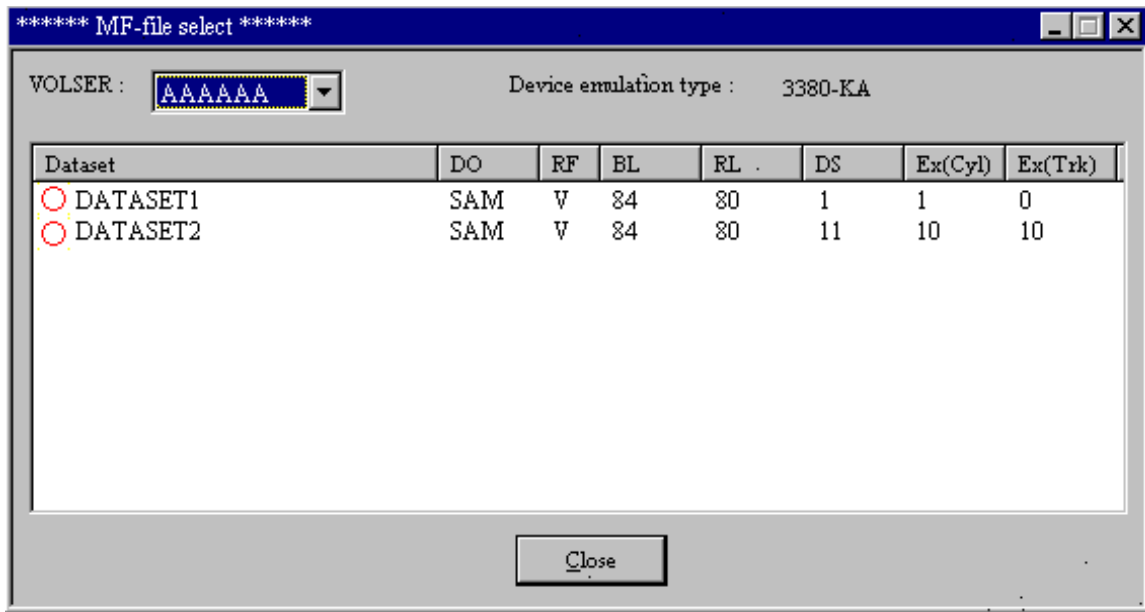 ****** MF-file select ******
VOLSER : AAAAAA Device emulation type : 3380-KA
Dataset DO RF BL RL DS Ex(Cyl) Ex(Trk)
DATASET1 SAM V 84 80 1 1 0
DATASET2 SAM V 84 80 11 10 10
Close